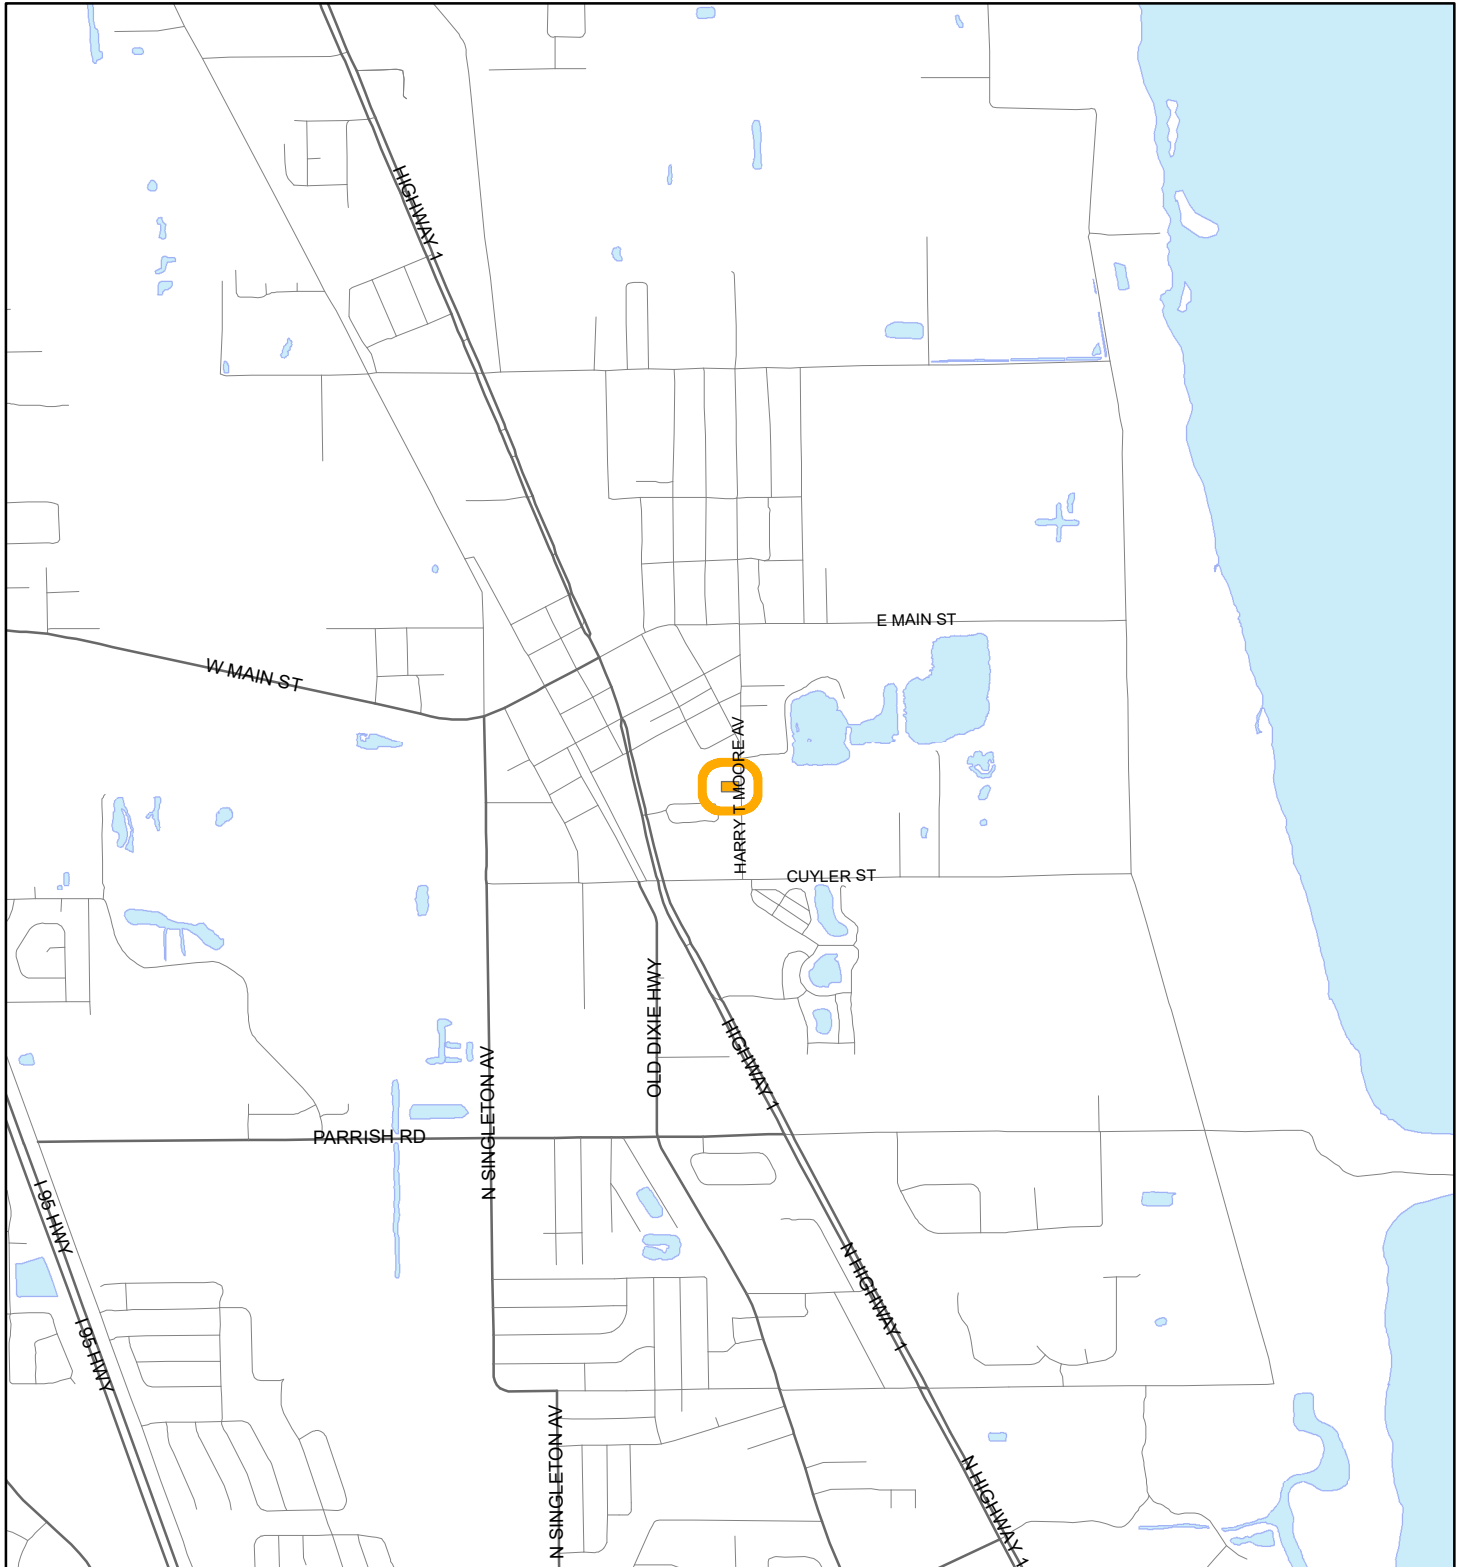 HIGHWAY 1
E MAIN ST
W MAIN ST
HARRY T MOORE AV
CUYLER ST
OLD DIXIE HWY
HIGHWAY 1
N SINGLETON AV
PARRISH RD
I 95 HWY
N HIGHWAY 1
I 95 HWY
N SINGLETON AV
N HIGHWAY 1